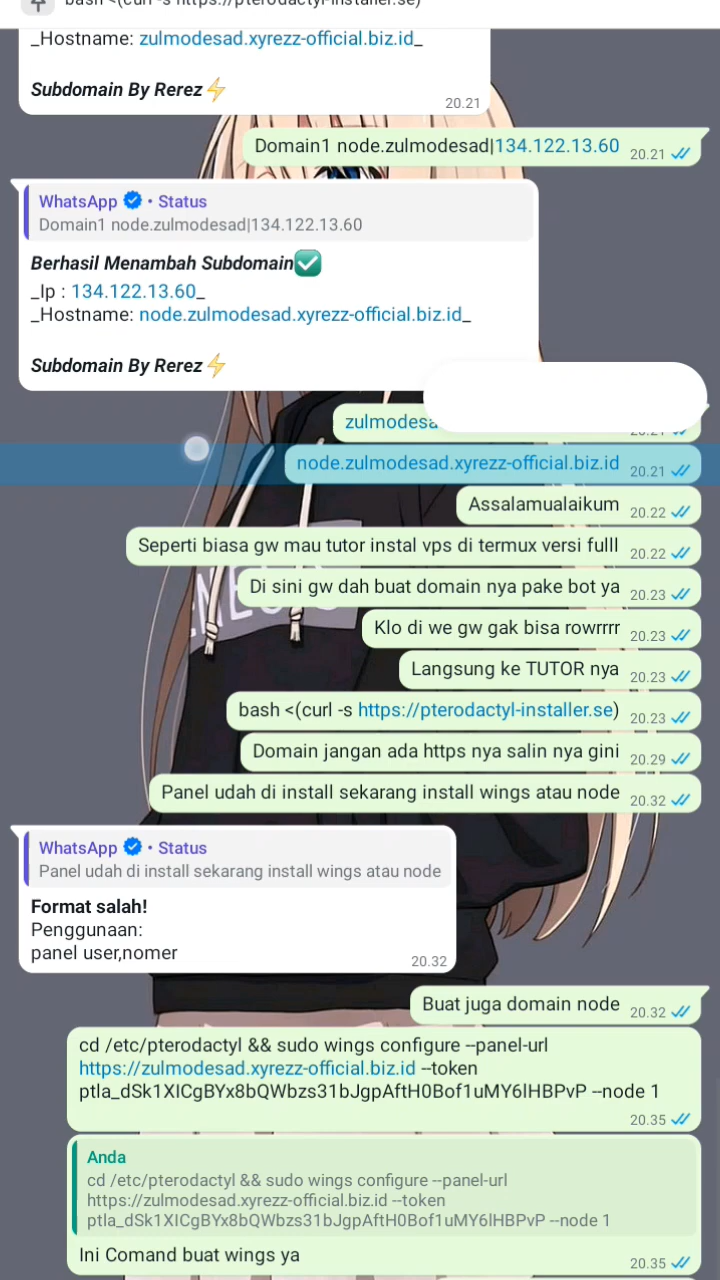 bash <(curl -s https://pterodactyl-installer.se)
_Hostname: zulmodesad.xyrezz-official.biz.id_
Subdomain By Rerez⚡
20.21
Domain1 node.zulmodesad|134.122.13.60 20.21
WhatsApp • Status
Domain1 node.zulmodesad|134.122.13.60
Berhasil Menambah Subdomain✅
_Ip : 134.122.13.60_
_Hostname: node.zulmodesad.xyrezz-official.biz.id_
Subdomain By Rerez⚡
20.21
node.zulmodesad.xyrezz-official.biz.id 20.21
Assalamualaikum 20.22
Seperti biasa gw mau tutor instal vps di termux versi fulll 20.22
Di sini gw dah buat domain nya pake bot ya 20.23
Klo di we gw gak bisa rowrrrr 20.23
Langsung ke TUTOR nya 20.23
bash <(curl -s https://pterodactyl-installer.se) 20.23
Domain jangan ada https nya salin nya gini 20.29
Panel udah di install sekarang install wings atau node 20.32
WhatsApp • Status
Panel udah di install sekarang install wings atau node
Format salah!
Penggunaan:
panel user,nomer 20.32
Buat juga domain node 20.32
cd /etc/pterodactyl && sudo wings configure --panel-url
https://zulmodesad.xyrezz-official.biz.id --token
ptla_dSk1XICgBYx8bQWbzs31bJgpAftH0Bof1uMY6lHBPvP --node 1
20.35
Anda
cd /etc/pterodactyl && sudo wings configure --panel-url
https://zulmodesad.xyrezz-official.biz.id --token
ptla_dSk1XICgBYx8bQWbzs31bJgpAftH0Bof1uMY6lHBPvP --node 1
Ini Comand buat wings ya 20.35